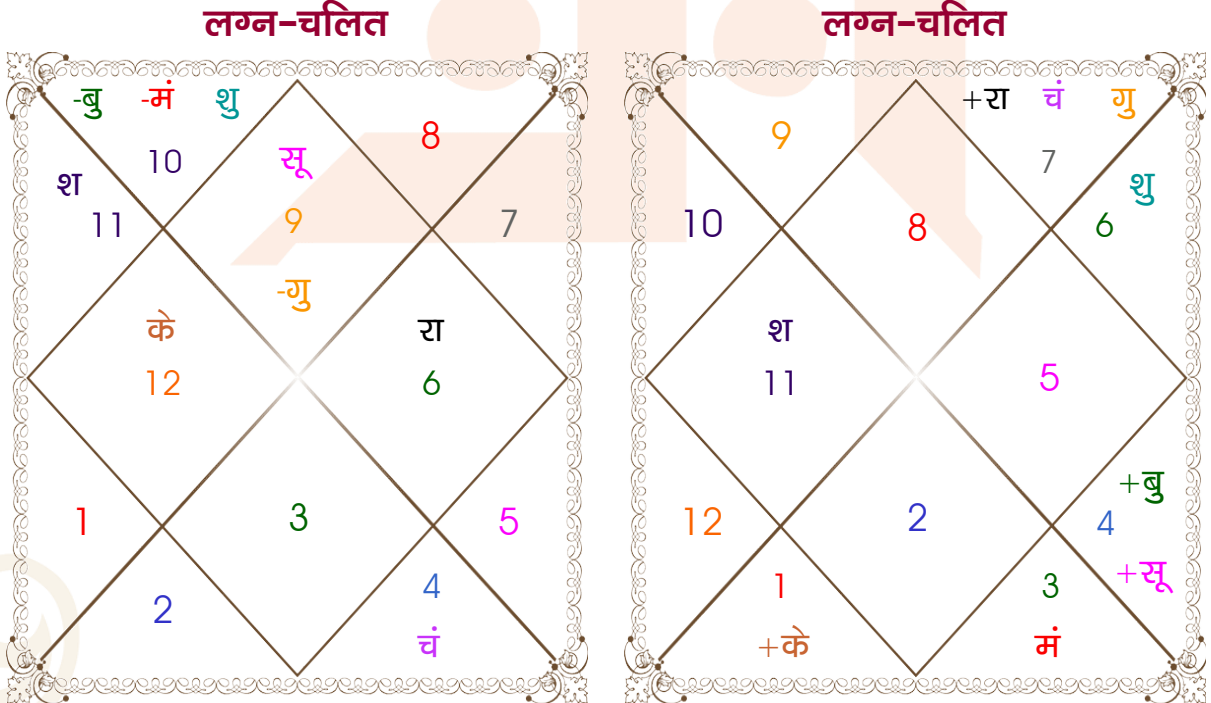 लग्न-चलित
-बु -मं शु
10
श
11
सू
9
-गु
8
7
के
12
रा
6
1
2
3
4
चं
5
लग्न-चलित
9
10
8
+रा चं गु
7
शु
6
श
11
5
12
1
+के
2
+बु
4
+सू
3
मं